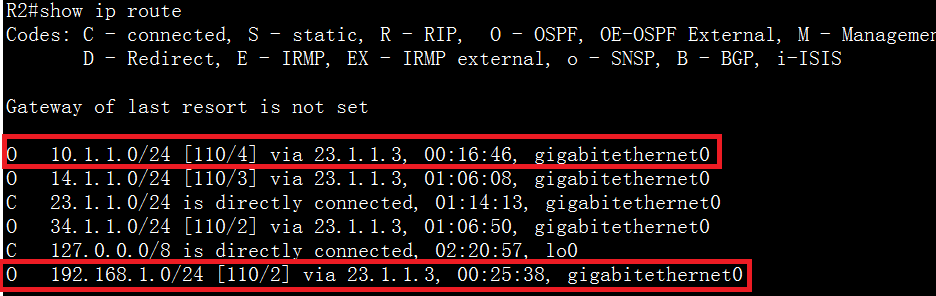 R2#show ip route
Codes: C - connected, S - static, R - RIP,  O - OSPF, OE-OSPF External, M - Managemen
       D - Redirect, E - IRMP, EX - IRMP external, o - SNSP, B - BGP, i-ISIS
Gateway of last resort is not set
O   10.1.1.0/24 [110/4] via 23.1.1.3, 00:16:46, gigabitethernet0
O   14.1.1.0/24 [110/3] via 23.1.1.3, 01:06:08, gigabitethernet0
C   23.1.1.0/24 is directly connected, 01:14:13, gigabitethernet0
O   34.1.1.0/24 [110/2] via 23.1.1.3, 01:06:50, gigabitethernet0
C   127.0.0.0/8 is directly connected, 02:20:57, lo0
O   192.168.1.0/24 [110/2] via 23.1.1.3, 00:25:38, gigabitethernet0